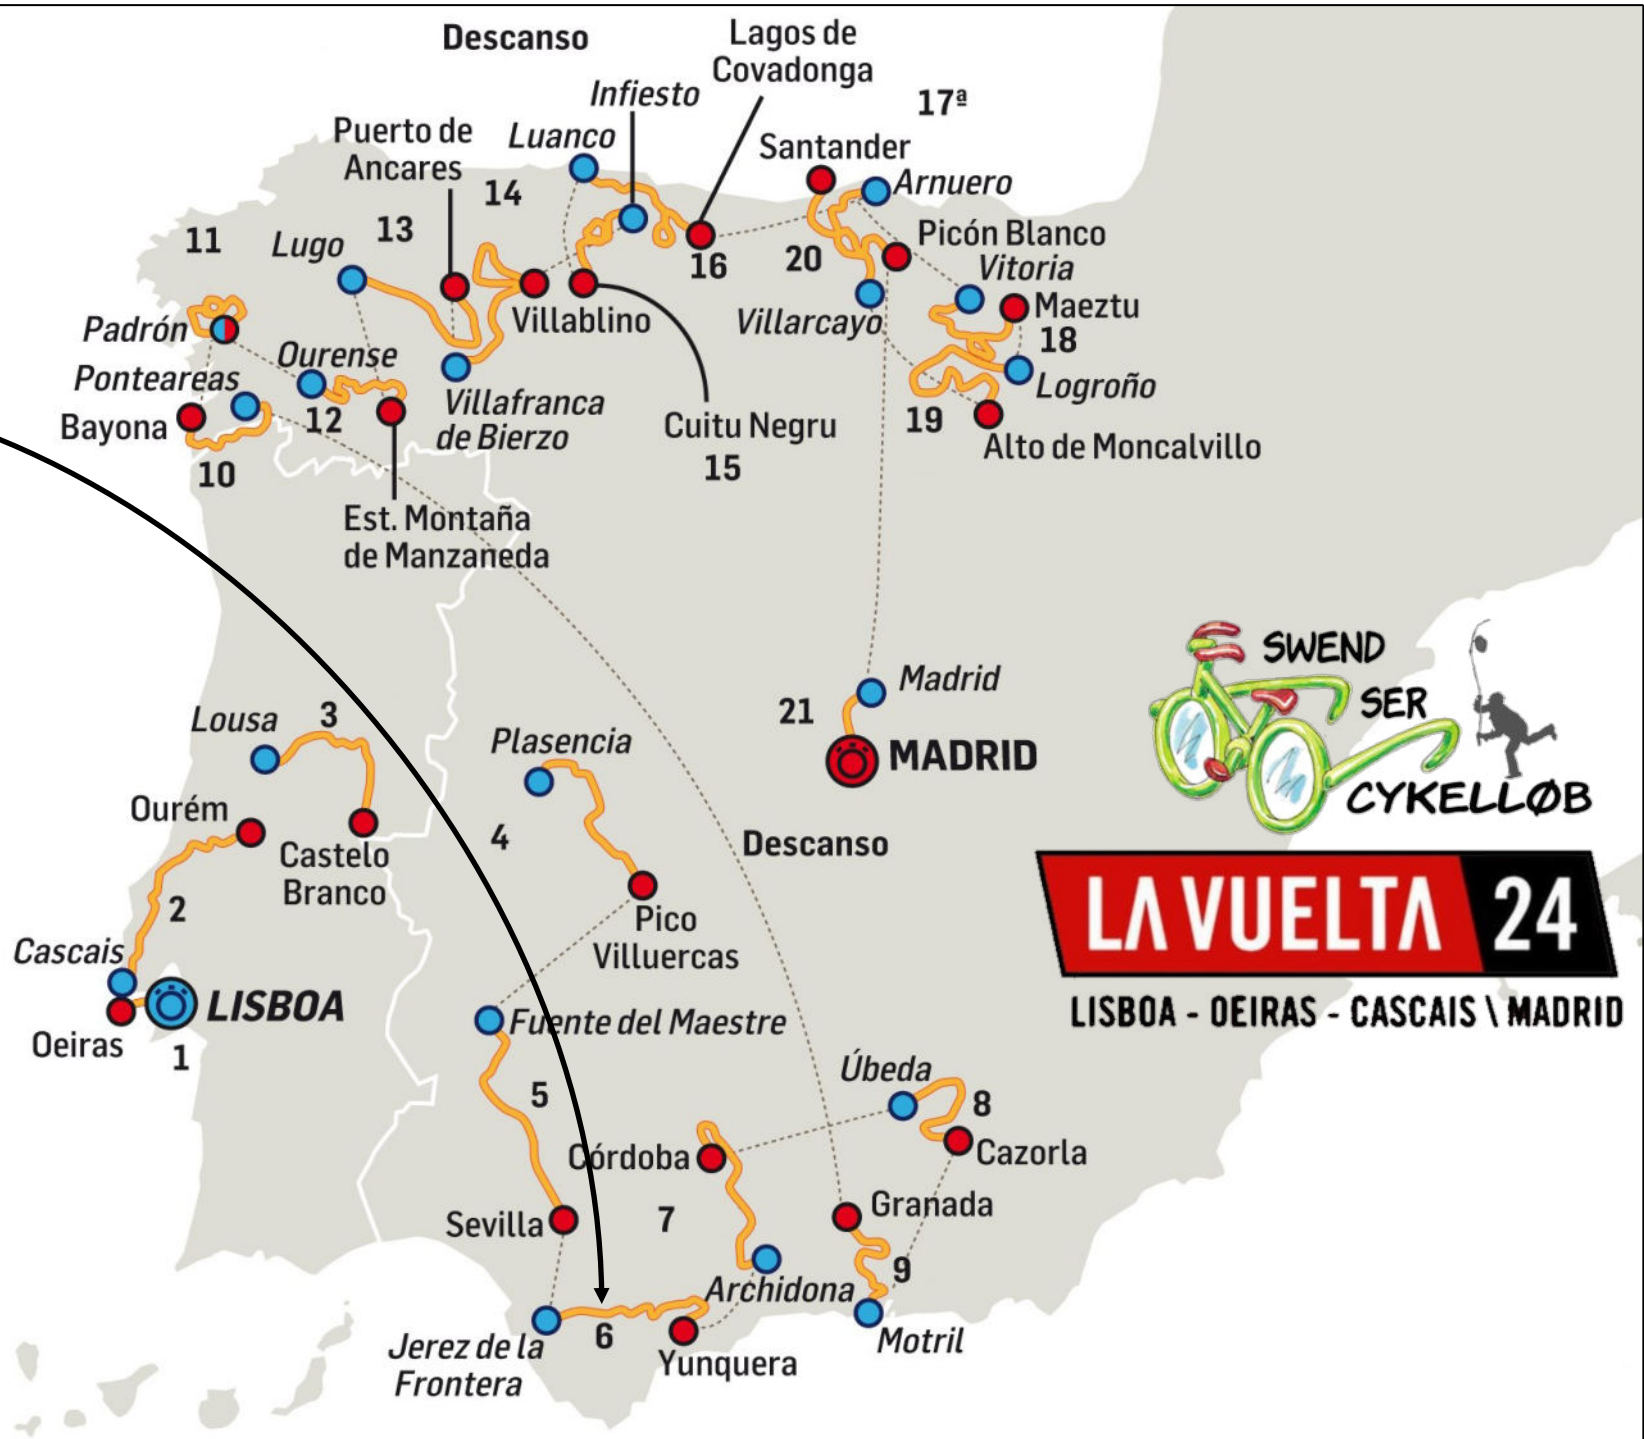 Descanso
Lagos de
Covadonga
Infiesto
17ª
Puerto de
Ancares
Luanco
Santander
Arnuero
14
13
11
Lugo
Picón Blanco
16
20
Vitoria
Villablino
Villarcayo
Maeztu
18
Padrón
Ourense
Ponteareas
Logroño
Bayona
12
Villafranca
de Bierzo
Cuitu Negru
15
19
Alto de Moncalvillo
10
Est. Montaña
de Manzaneda
SWEND
SER
CYKELLØB
Madrid
21
MADRID
Lousa
3
Plasencia
Ourém
4
Descanso
Castelo
Branco
2
Pico
Villuercas
LA VUELTA 24
LISBOA - OEIRAS - CASCAIS \ MADRID
Cascais
LISBOA
Oeiras
1
Fuente del Maestre
5
Úbeda
8
Córdoba
Cazorla
Sevilla
7
Granada
9
Archidona
Jerez de la
Frontera
6
Yunquera
Motril